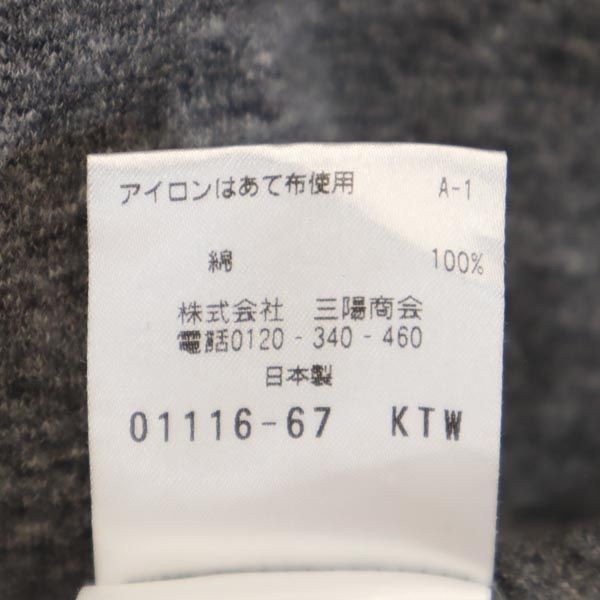 アイロンはあて布使用 A-1
綿 100%
株式会社 三陽商会
電話0120-340-460
日本製
01116-67 KTW